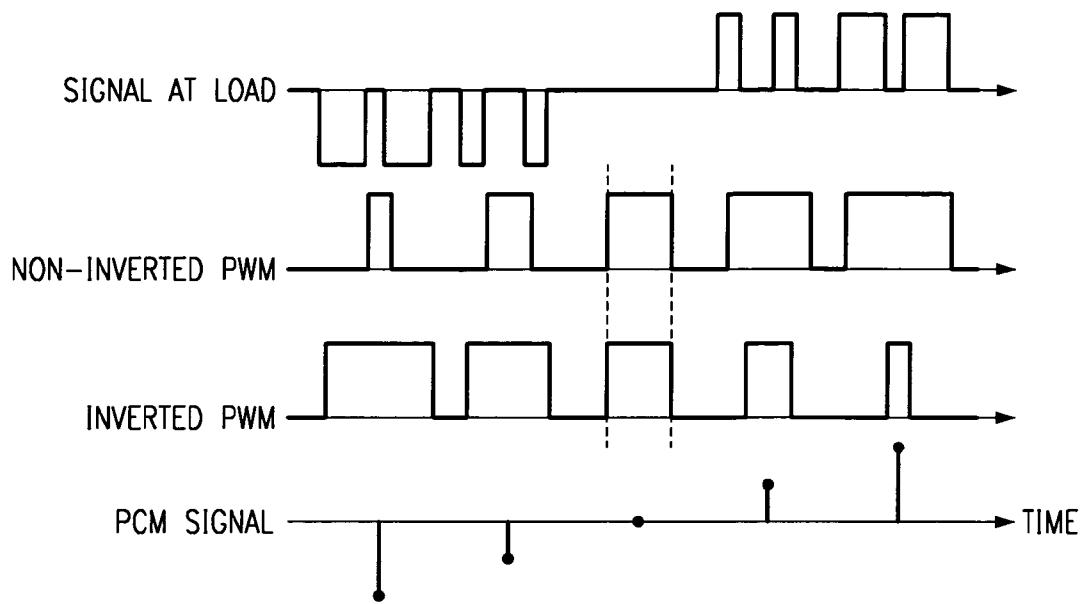 SIGNAL AT LOAD
NON-INVERTED PWM
INVERTED PWM
PCM SIGNAL
TIME